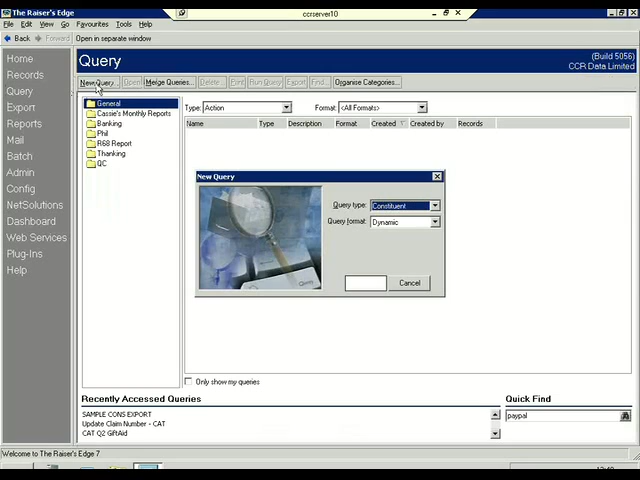 The Raiser's Edge
ccrserver10
File Edit View Go Favourites Tools Help
Back Forward Open in separate window
Home
Records
Query
Export
Reports
Mail
Batch
Admin
Config
NetSolutions
Dashboard
Web Services
Plug-Ins
Help
Query
(Build 5056)
CCR Data Limited
New Query... Open Merge Queries... Delete... Print Run Query Export Find... Organise Categories...
General
Cassie's Monthly Reports
Banking
Phil
R68 Report
Thanking
QC
Type: Action Format: <All Formats>
Name Type Description Format Created Created by Records
New Query
Query type: Constituent
Query format: Dynamic
Query
Cancel
Only show my queries
Recently Accessed Queries
SAMPLE CONS EXPORT
Update Claim Number - CAT
CAT Q2 GiftAid
Quick Find
paypal
Welcome to The Raiser's Edge 7